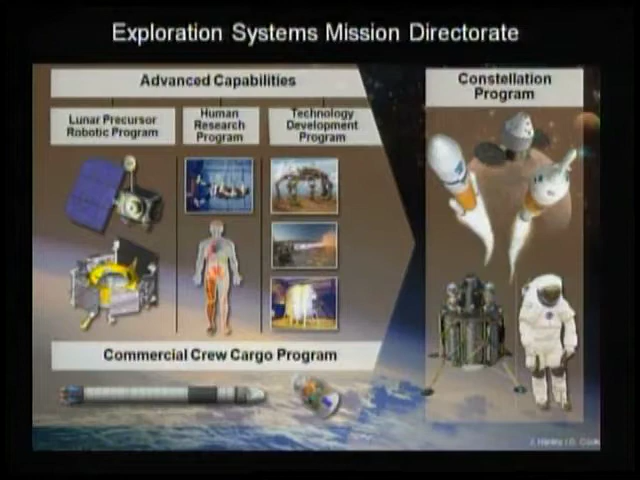 Exploration Systems Mission Directorate
Advanced Capabilities
Constellation
Program
Lunar Precursor
Robotic Program
Human
Research
Program
Technology
Development
Program
Commercial Crew Cargo Program